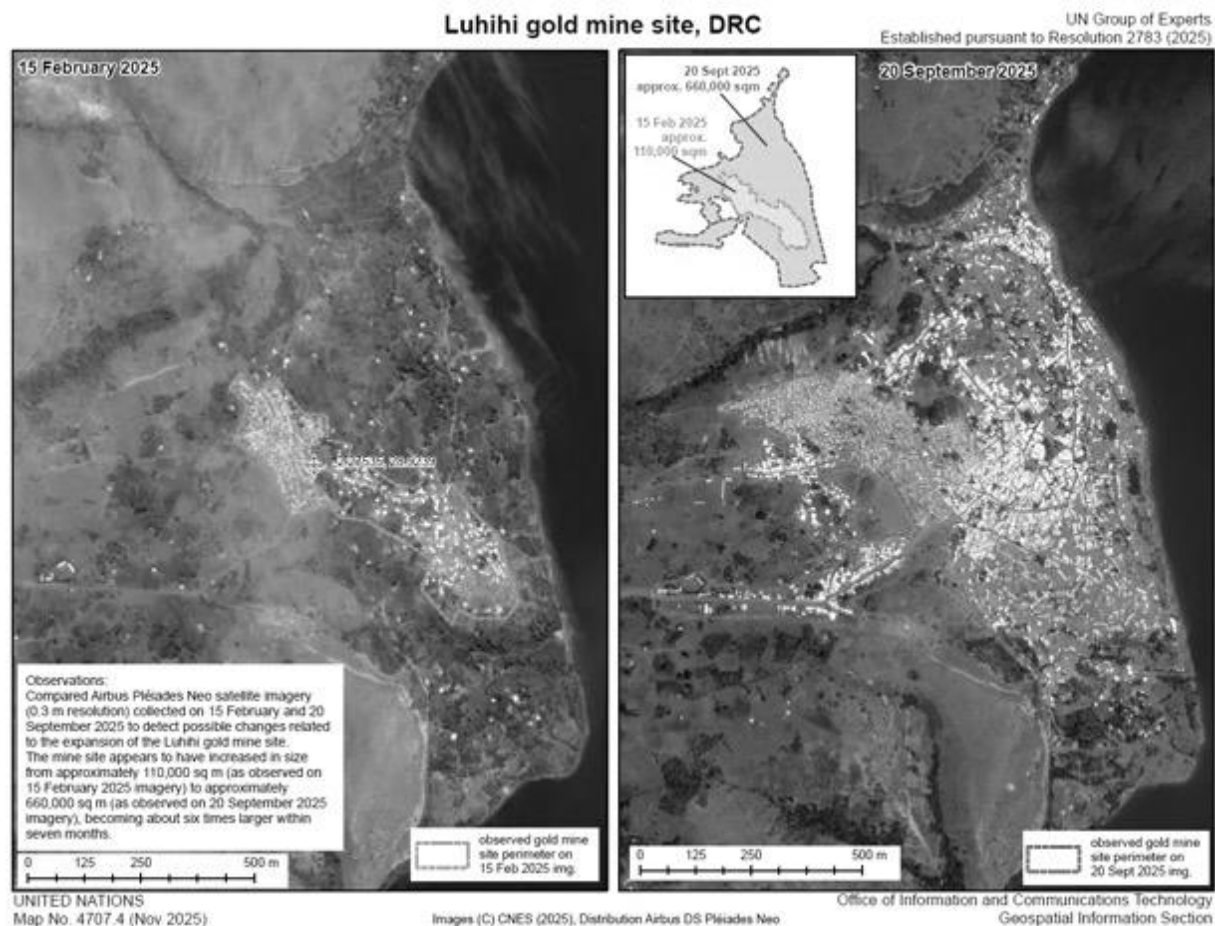 Luhihi gold mine site, DRC
UN Group of Experts
Established pursuant to Resolution 2783 (2025)
15 February 2025
20 September 2025
20 Sept 2025
approx. 660,000 sqm
15 Feb 2025
approx.
110,000 sqm
Observations:
Compared Airbus Pléiades Neo satellite imagery
(0.3 m resolution) collected on 15 February and 20
September 2025 to detect possible changes related
to the expansion of the Luhihi gold mine site.
The mine site appears to have increased in size
from approximately 110,000 sq m (as observed on
15 February 2025 imagery) to approximately
660,000 sq m (as observed on 20 September 2025
imagery), becoming about six times larger within
seven months.
0 125 250 500 m
observed gold mine
site perimeter on
15 Feb 2025 img.
0 125 250 500 m
observed gold mine
site perimeter on
20 Sept 2025 img.
UNITED NATIONS
Map No. 4707.4 (Nov 2025)
Images (C) CNES (2025), Distribution Airbus DS Pléiades Neo
Office of Information and Communications Technology
Geospatial Information Section